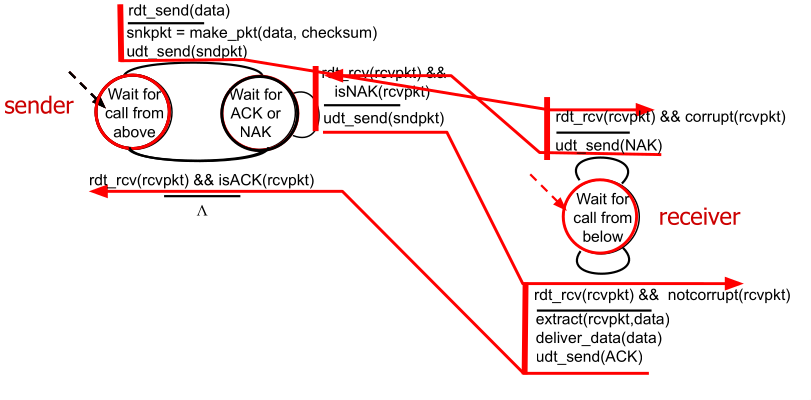 rdt_send(data)
snkpkt = make_pkt(data, checksum)
udt_send(sndpkt)
sender
Wait for
call from
above
Wait for
ACK or
NAK
rdt_rcv(rcvpkt) &&
isNAK(rcvpkt)
udt_send(sndpkt)
rdt_rcv(rcvpkt) && corrupt(rcvpkt)
udt_send(NAK)
rdt_rcv(rcvpkt) && isACK(rcvpkt)
Λ
Wait for
call from
below
receiver
rdt_rcv(rcvpkt) && notcorrupt(rcvpkt)
extract(rcvpkt,data)
deliver_data(data)
udt_send(ACK)